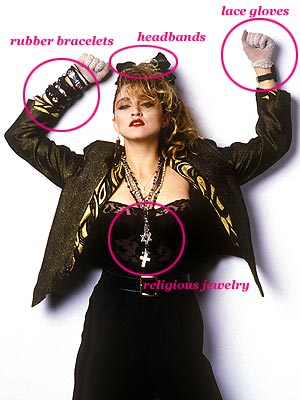 lace gloves
headbands
rubber bracelets
religious jewelry